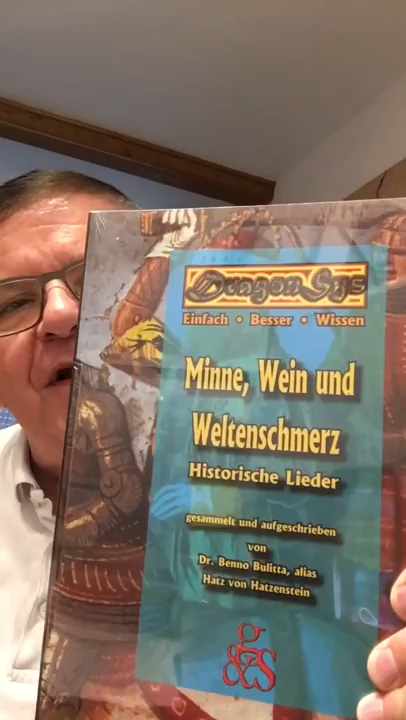 DragonSys
Einfach • Besser • Wissen
Minne, Wein und
Weltenschmerz
Historische Lieder
gesammelt und aufgeschrieben
von
Dr. Benno Bulitta, alias
Hatz von Hatzenstein